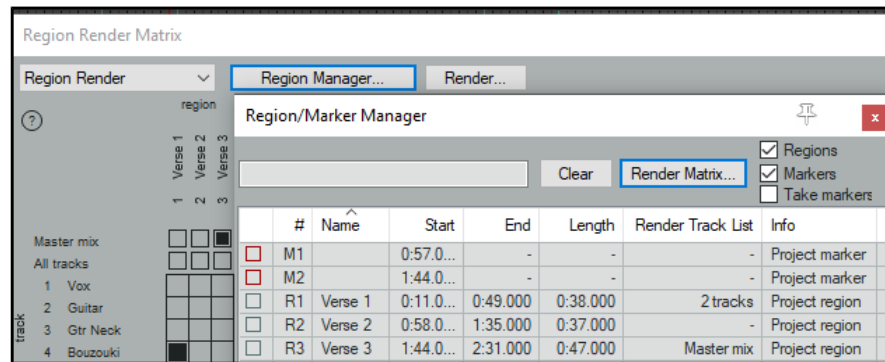 Region Render Matrix
Region Render
Region Manager...
Render...
region
Verse 1
Verse 2
Verse 3
1
2
3
Master mix
All tracks
track
1 Vox
2 Guitar
3 Gtr Neck
4 Bouzouki
Region/Marker Manager
x
Clear
Render Matrix...
Regions
Markers
Take markers
# Name Start End Length Render Track List Info
M1 0:57.0... - - - Project marker
M2 1:44.0... - - - Project marker
R1 Verse 1 0:11.0... 0:49.000 0:38.000 2 tracks Project region
R2 Verse 2 0:58.0... 1:35.000 0:37.000 - Project region
R3 Verse 3 1:44.0... 2:31.000 0:47.000 Master mix Project region